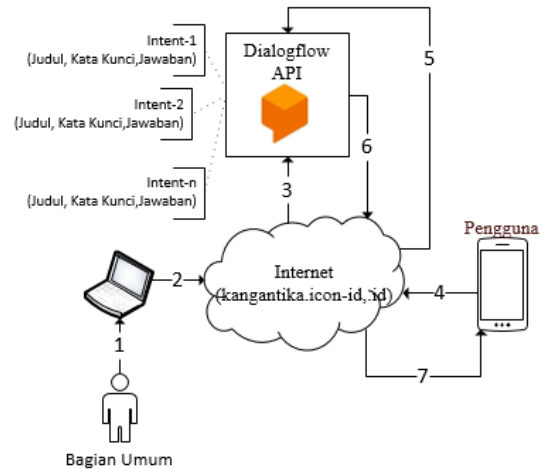 Intent-1
(Judul, Kata Kunci,Jawaban)
Intent-2
(Judul, Kata Kunci,Jawaban)
Intent-n
(Judul, Kata Kunci,Jawaban)
Dialogflow
API
5
6
3
Pengguna
Internet
(kangantika.icon-id,.id)
2
4
1
7
Bagian Umum